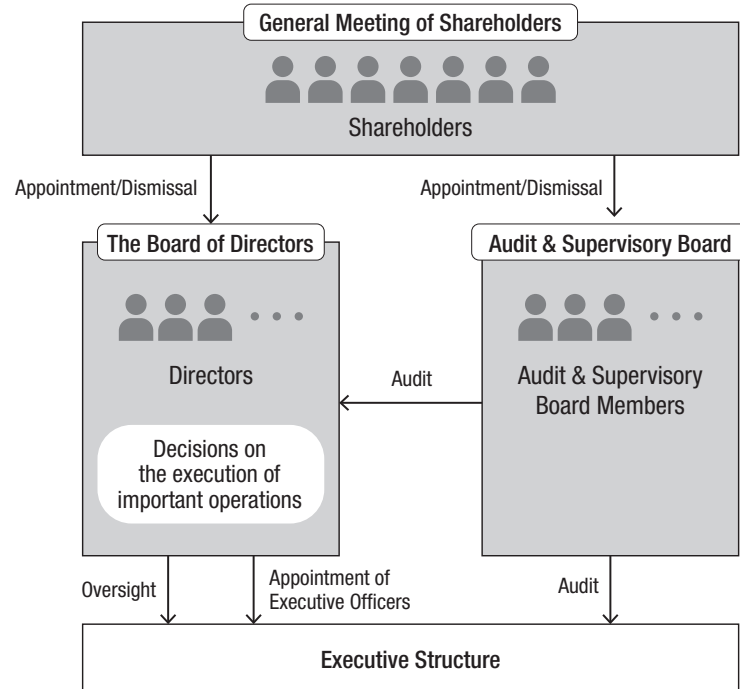 General Meeting of Shareholders
Shareholders
Appointment/Dismissal
Appointment/Dismissal
The Board of Directors
Audit & Supervisory Board
Directors
Audit
Audit & Supervisory
Board Members
Decisions on
the execution of
important operations
Oversight
Appointment of
Executive Officers
Audit
Executive Structure